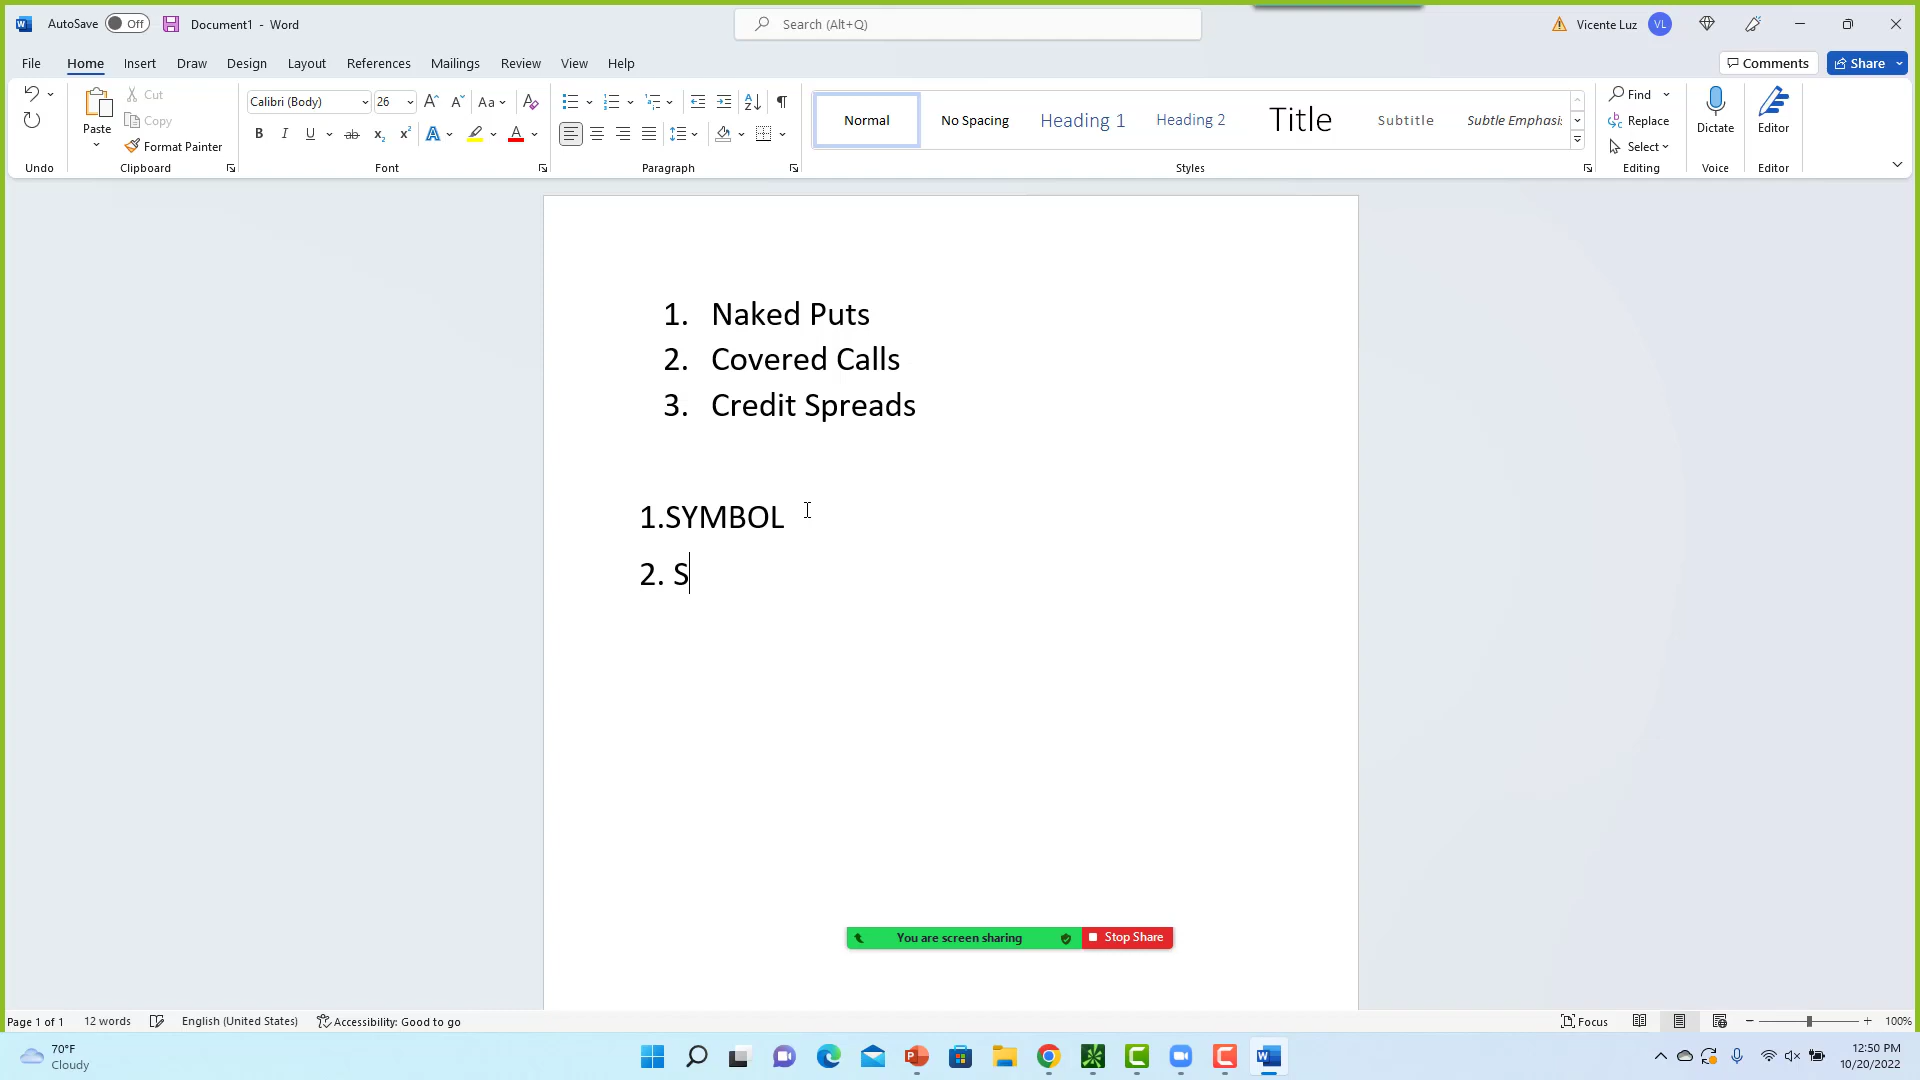 AutoSave Off Document1 - Word Search (Alt+Q) Vicente Luz VL
File Home Insert Draw Design Layout References Mailings Review View Help Comments Share
Paste Cut Copy Format Painter
Calibri (Body) 26
Normal No Spacing Heading 1 Heading 2 Title Subtitle Subtle Emphasis
Find Replace Select
Dictate Editor
Undo Clipboard Font Paragraph Styles Editing Voice Editor
1. Naked Puts
2. Covered Calls
3. Credit Spreads
1.SYMBOL
2. S
You are screen sharing Stop Share
Page 1 of 1 12 words English (United States) Accessibility: Good to go Focus 100%
70°F
Cloudy
12:50 PM
10/20/2022